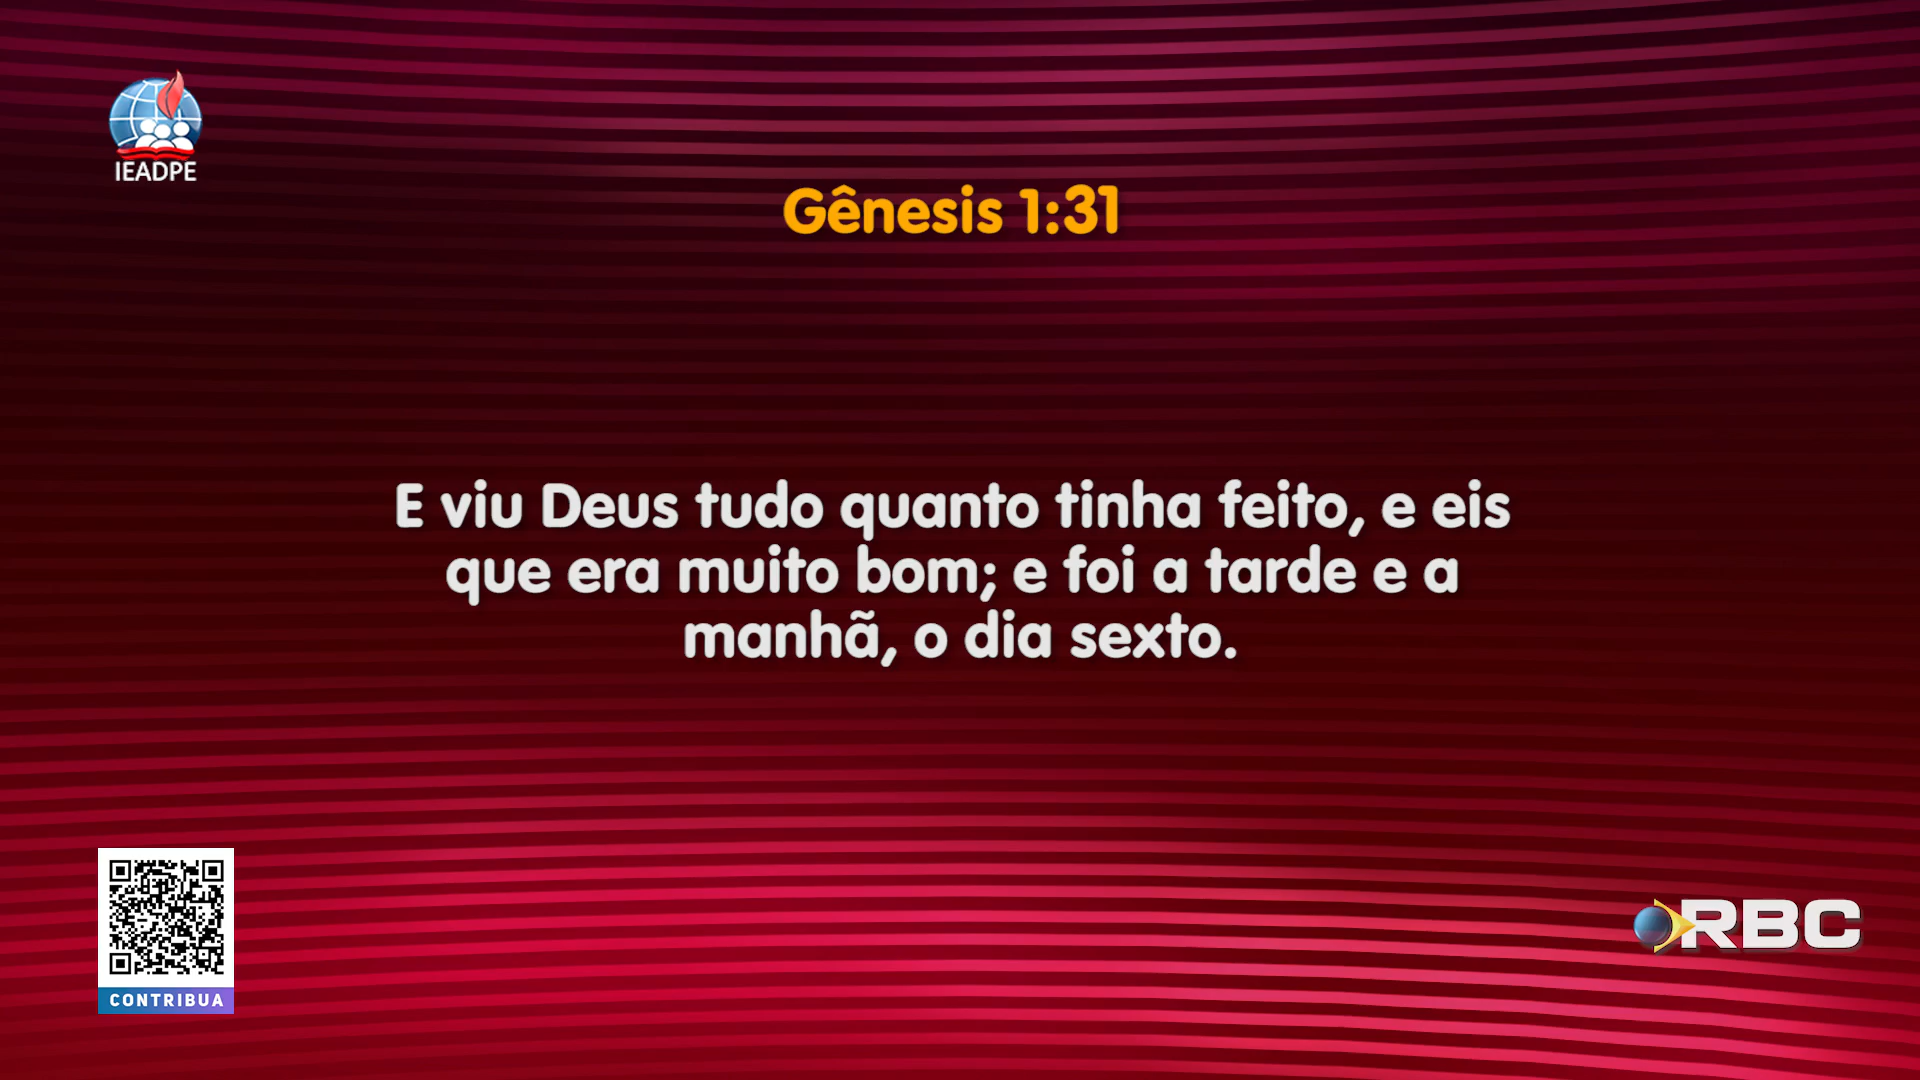 IEADPE
Gênesis 1:31
E viu Deus tudo quanto tinha feito, e eis
que era muito bom; e foi a tarde e a
manhã, o dia sexto.
CONTRIBUA
RBC